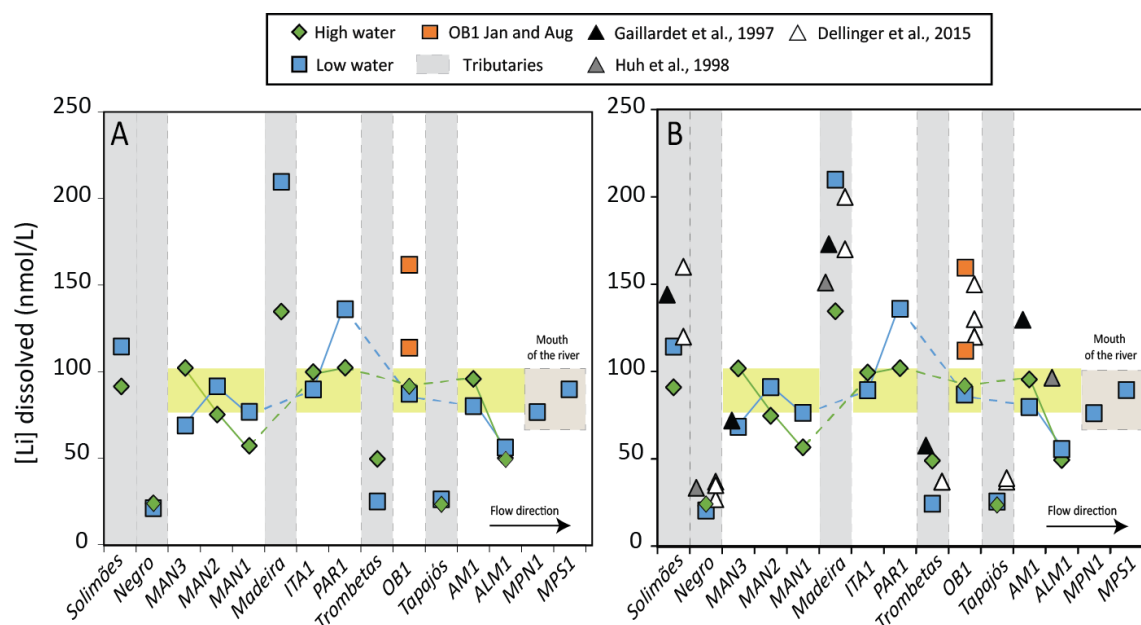 High water
OB1 Jan and Aug
Gaillardet et al., 1997
Dellinger et al., 2015
Low water
Tributaries
Huh et al., 1998
[Li] dissolved (nmol/L)
A
250
200
150
100
50
0
Mouth
of the river
Flow direction
Solimões
Negro
MAN3
MAN2
MAN1
Madeira
ITA1
PAR1
Trombetas
OB1
Tapajós
AM1
ALM1
MPN1
MPS1
B
250
200
150
100
50
0
Mouth
of the river
Flow direction
Solimões
Negro
MAN3
MAN2
MAN1
Madeira
ITA1
PAR1
Trombetas
OB1
Tapajós
AM1
ALM1
MPN1
MPS1